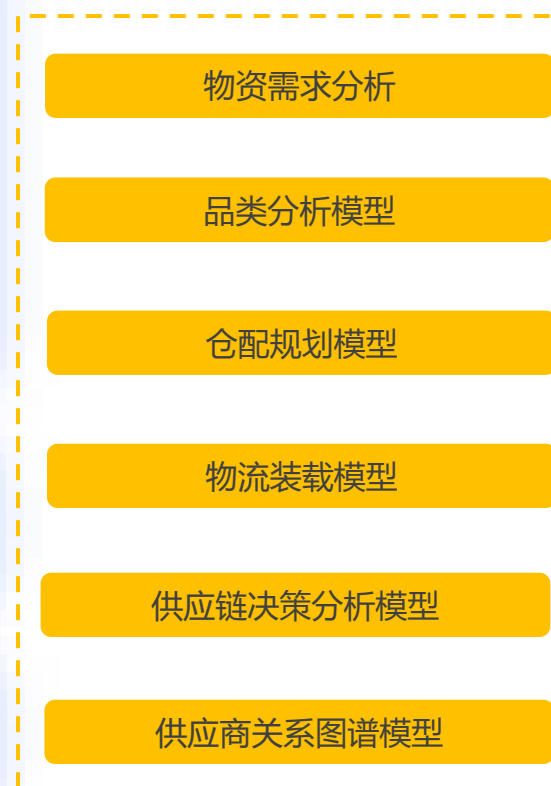 物资需求分析
品类分析模型
仓配规划模型
物流装载模型
供应链决策分析模型
供应商关系图谱模型